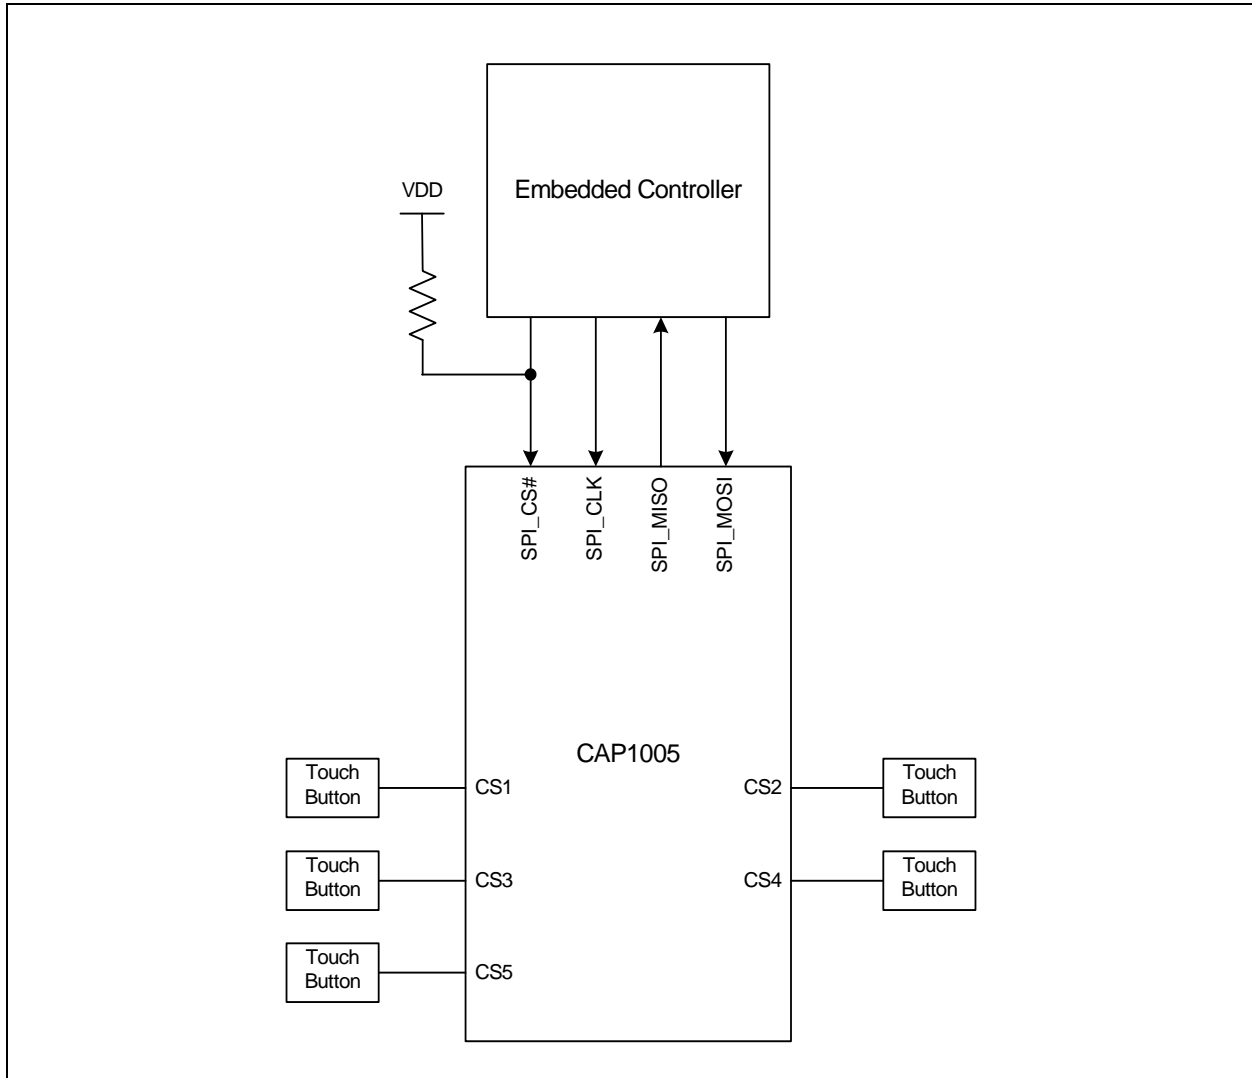 Embedded Controller
VDD
SPI_CS#
SPI_CLK
SPI_MISO
SPI_MOSI
CAP1005
Touch
Button
CS1
CS2
Touch
Button
Touch
Button
CS3
CS4
Touch
Button
Touch
Button
CS5